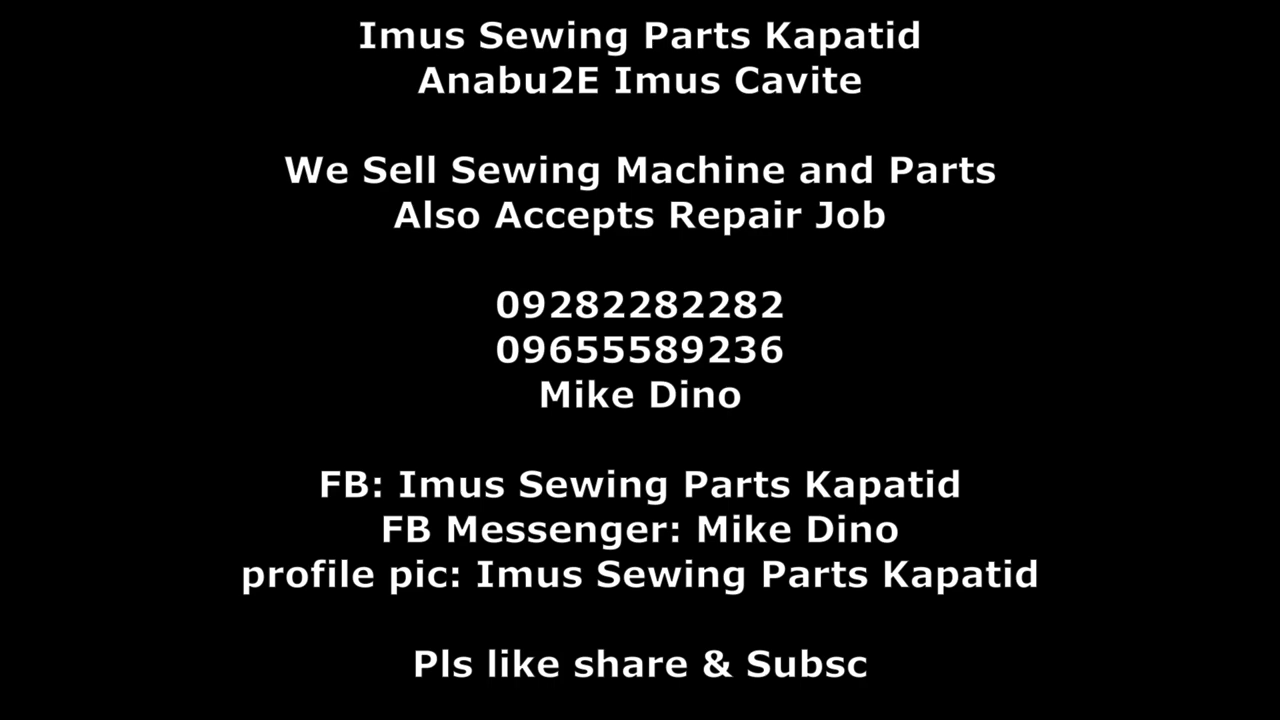 Imus Sewing Parts Kapatid
Anabu2E Imus Cavite
We Sell Sewing Machine and Parts
Also Accepts Repair Job
09282282282
09655589236
Mike Dino
FB: Imus Sewing Parts Kapatid
FB Messenger: Mike Dino
profile pic: Imus Sewing Parts Kapatid
Pls like share & Subsc